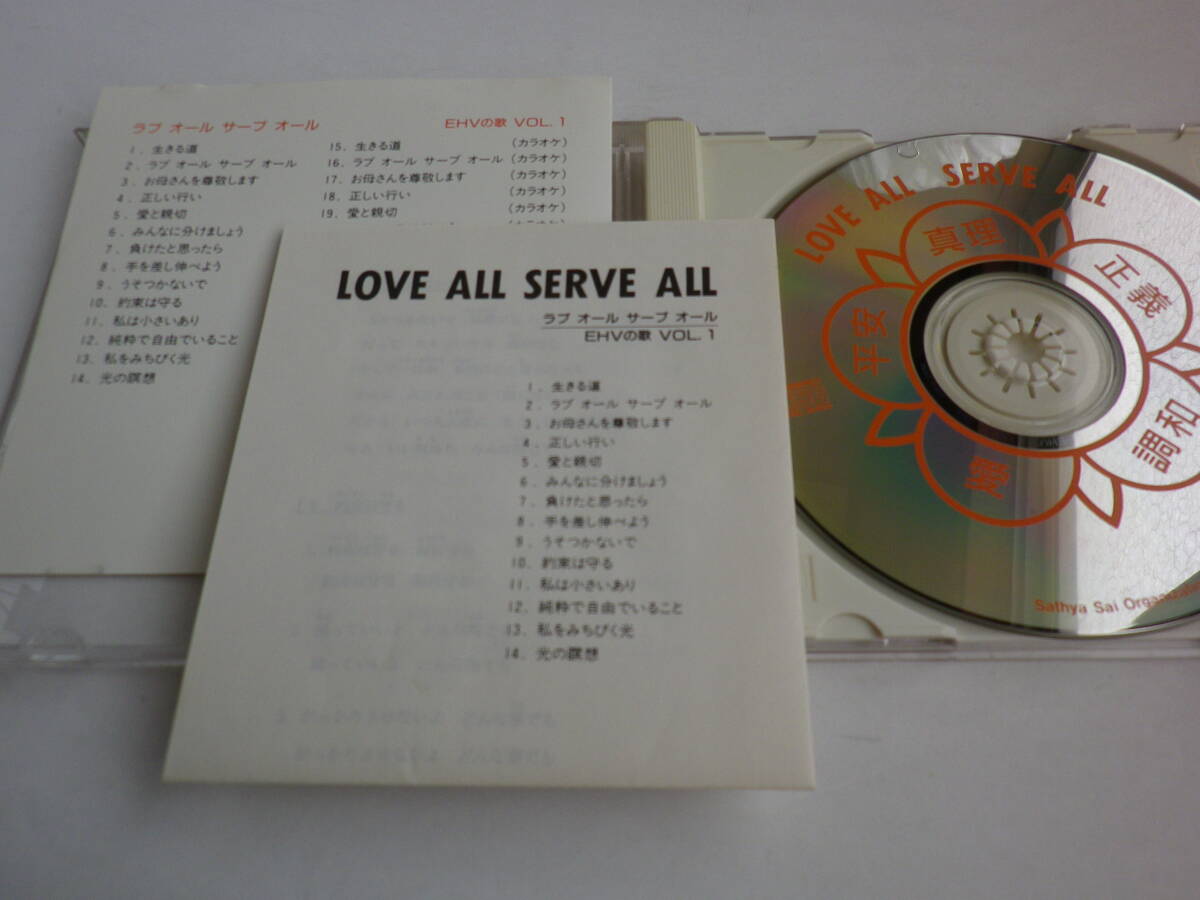 ラブ オール サーブ オール EHVの歌 VOL. 1
1. 生きる道
2. ラブ オール サーブ オール
3. お母さんを尊敬します
4. 正しい行い
5. 愛と親切
6. みんなに分けましょう
7. 負けたと思ったら
8. 手を差し伸べよう
9. うそつかないで
10. 約束は守る
11. 私は小さいあり
12. 純粋で自由でいること
13. 私をみちびく光
14. 光の瞑想
15. 生きる道 (カラオケ)
16. ラブ オール サーブ オール (カラオケ)
17. お母さんを尊敬します (カラオケ)
18. 正しい行い (カラオケ)
19. 愛と親切 (カラオケ)
LOVE ALL SERVE ALL
ラブ オール サーブ オール
EHVの歌 VOL. 1
1. 生きる道
2. ラブ オール サーブ オール
3. お母さんを尊敬します
4. 正しい行い
5. 愛と親切
6. みんなに分けましょう
7. 負けたと思ったら
8. 手を差し伸べよう
9. うそつかないで
10. 約束は守る
11. 私は小さいあり
12. 純粋で自由でいること
13. 私をみちびく光
14. 光の瞑想
LOVE ALL SERVE ALL
真理
正義
平安
調和
愛
Sathya Sai